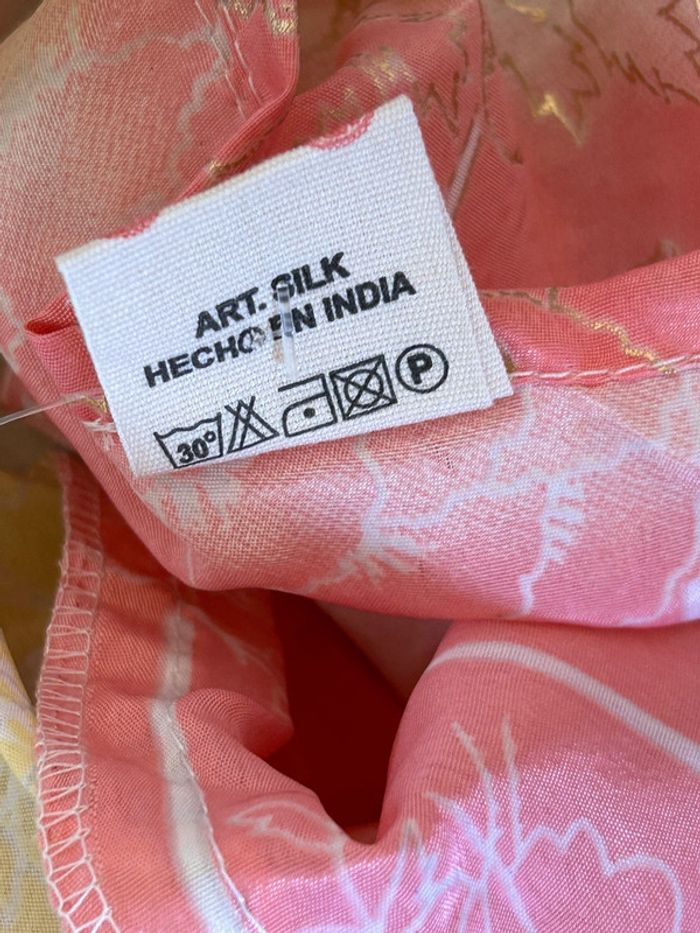 ART. SILK
HECHO EN INDIA
30° P